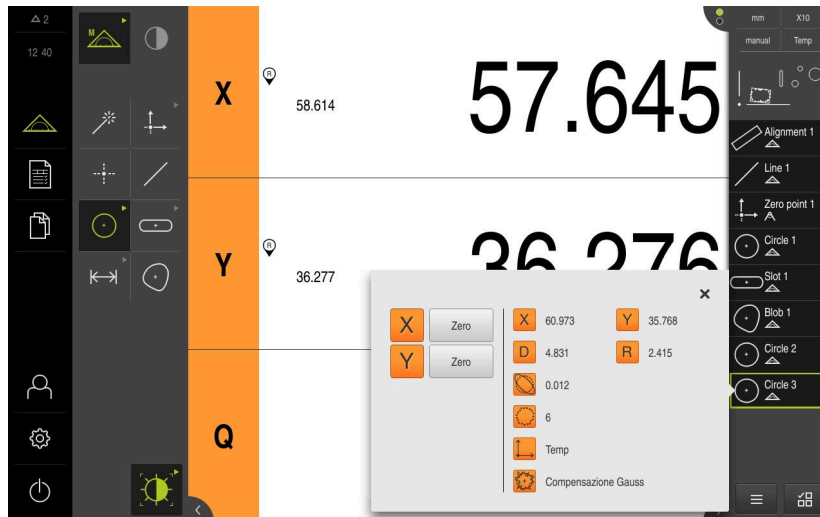 2
12 40
M
X
R
58.614
57.645
Y
R
36.277
36.276
Q
X
Zero
Y
Zero
X
60.973
Y
35.768
D
4.831
R
2.415
0.012
6
Temp
Compensazione Gauss
mm
X10
manual
Temp
Alignment 1
Line 1
Zero point 1
Circle 1
Slot 1
Blob 1
Circle 2
Circle 3